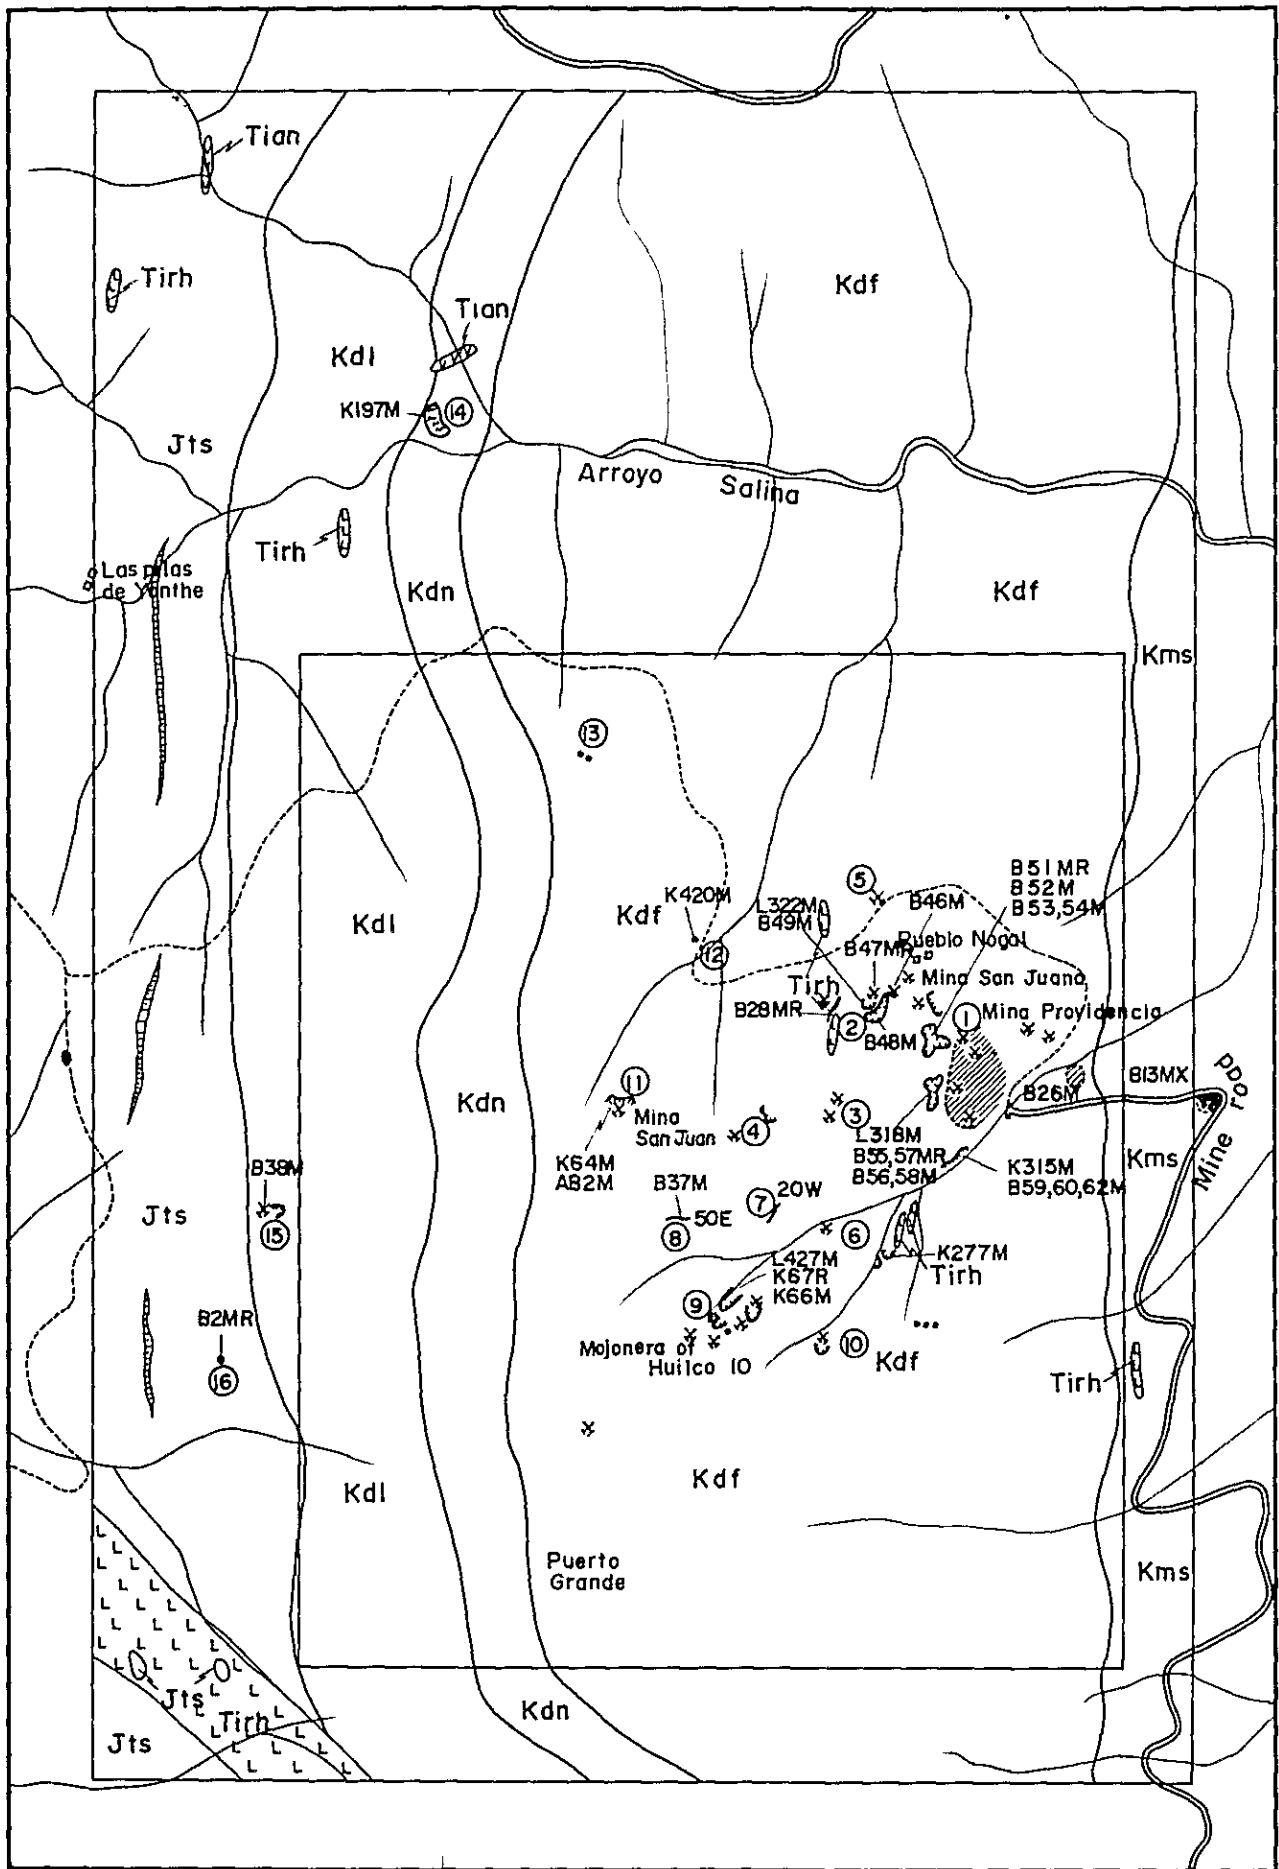 Tian
Tirh
Kdf
Tian
Kdl
K197M
14
Jts
Arroyo Salina
Tirh
Las pilas
de Yonthe
Kdn
Kdf
Kms
13
5
B51MR
B52M
B53,54M
K420M
L322M
B49M
B46M
Kdl
Kdf
B47MR
Pueblo Nogal
12
Tirh
Mina San Juana
B28MR
2
1
Mina Providencia
B48M
11
B26M
B13MX
Mine road
Kdn
Mina
San Juan
4
3
L318M
B55,57MR
B56,58M
K315M
B59,60,62M
Kms
K64M
A82M
B38M
B37M
7
20W
50E
Jts
15
8
6
L427M
K67R
K66M
K277M
Tirh
9
B2MR
Mojonera of
Huilco 10
10
Kdf
16
Tirh
Kdl
Kdf
Puerto
Grande
Kms
L L L L L L L L L L L L L L L L L L L L L L L L L L L L L L
Jts
Tirh
Kdn
Jts